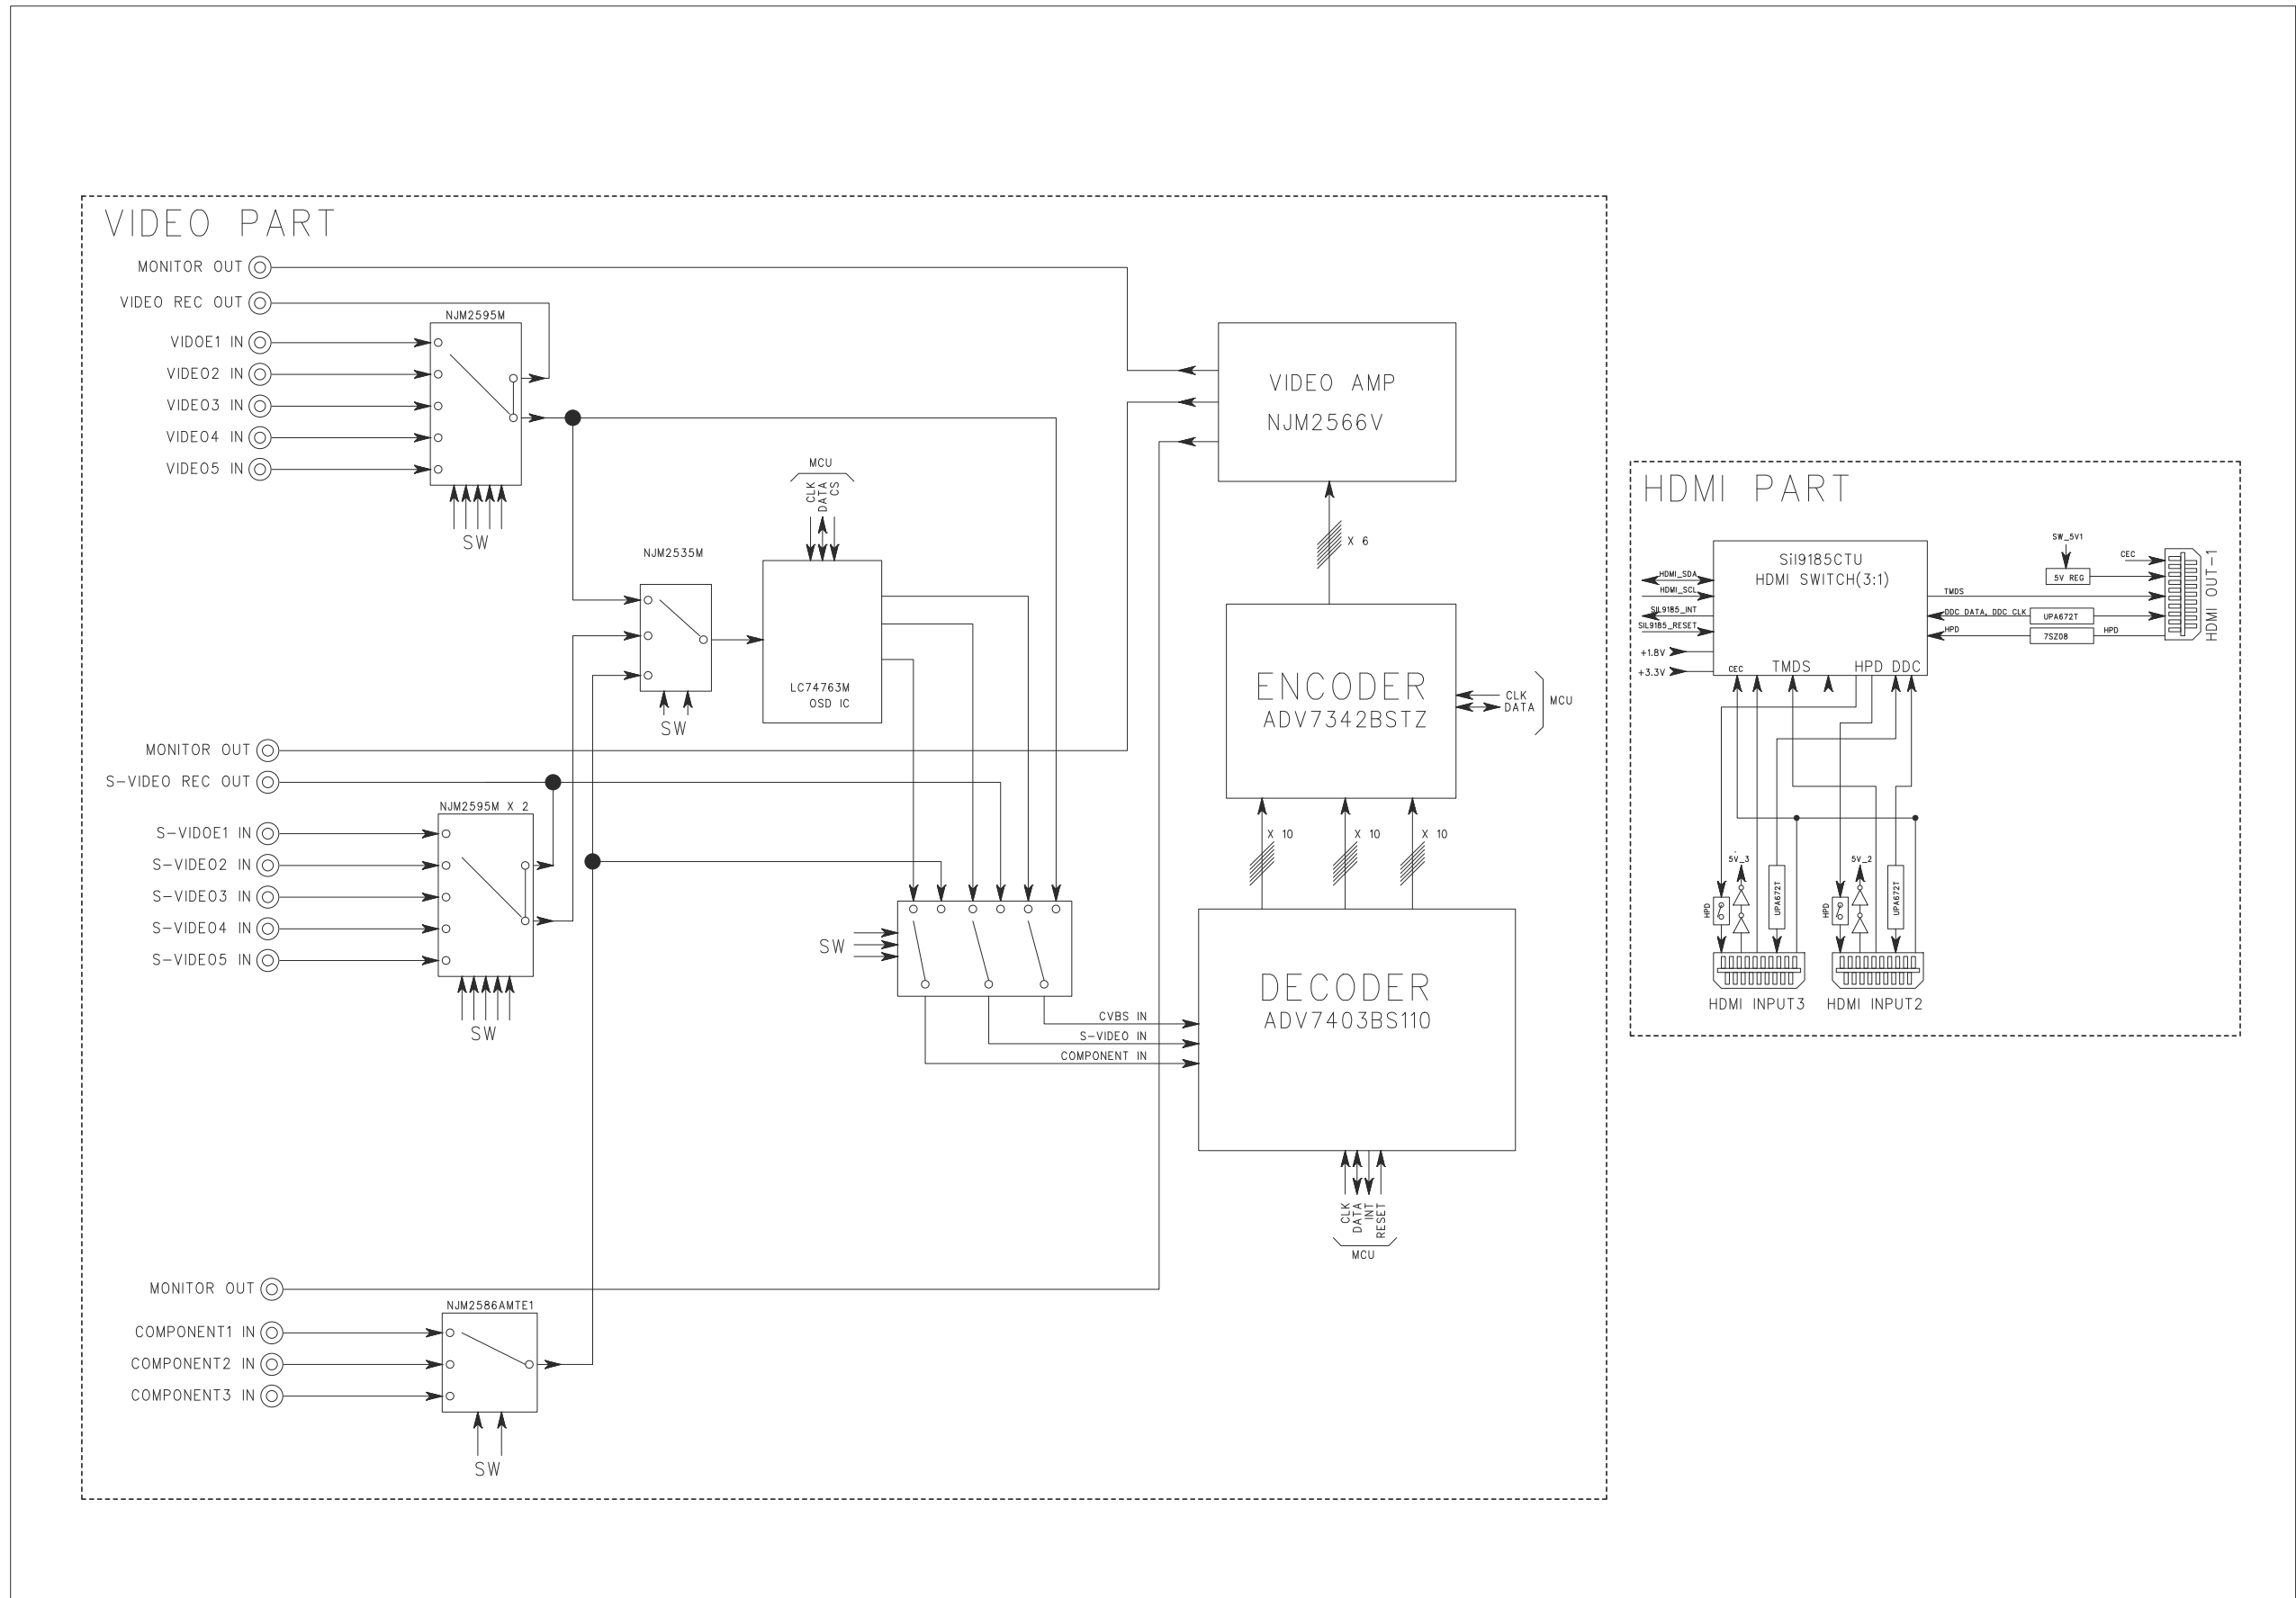 VIDEO PART
MONITOR OUT
VIDEO REC OUT
NJM2595M
VIDOE1 IN
VIDEO2 IN
VIDEO3 IN
VIDEO4 IN
VIDEO5 IN
SW
MCU
CLK
DATA
CS
NJM2535M
LC74763M
OSD IC
SW
VIDEO AMP
NJM2566V
X 6
ENCODER
ADV7342BSTZ
CLK
DATA
MCU
X 10
X 10
X 10
MONITOR OUT
S-VIDEO REC OUT
NJM2595M X 2
S-VIDOE1 IN
S-VIDEO2 IN
S-VIDEO3 IN
S-VIDEO4 IN
S-VIDEO5 IN
SW
SW
DECODER
ADV7403BS110
CVBS IN
S-VIDEO IN
COMPONENT IN
CLK
DATA
INT
RESET
MCU
MONITOR OUT
NJM2586AMTE1
COMPONENT1 IN
COMPONENT2 IN
COMPONENT3 IN
SW
HDMI PART
Sil9185CTU
HDMI SWITCH(3:1)
HDMI_SDA
HDMI_SCL
SIL9185_INT
SIL9185_RESET
+1.8V
+3.3V
CEC
TMDS
HPD DDC
SW_5V1
5V REG
CEC
TMDS
DDC DATA, DDC CLK
UPA672T
HPD
7SZ08
HPD
HDMI OUT-1
5V_3
HPD
UPA672T
5V_2
HPD
UPA672T
HDMI INPUT3
HDMI INPUT2